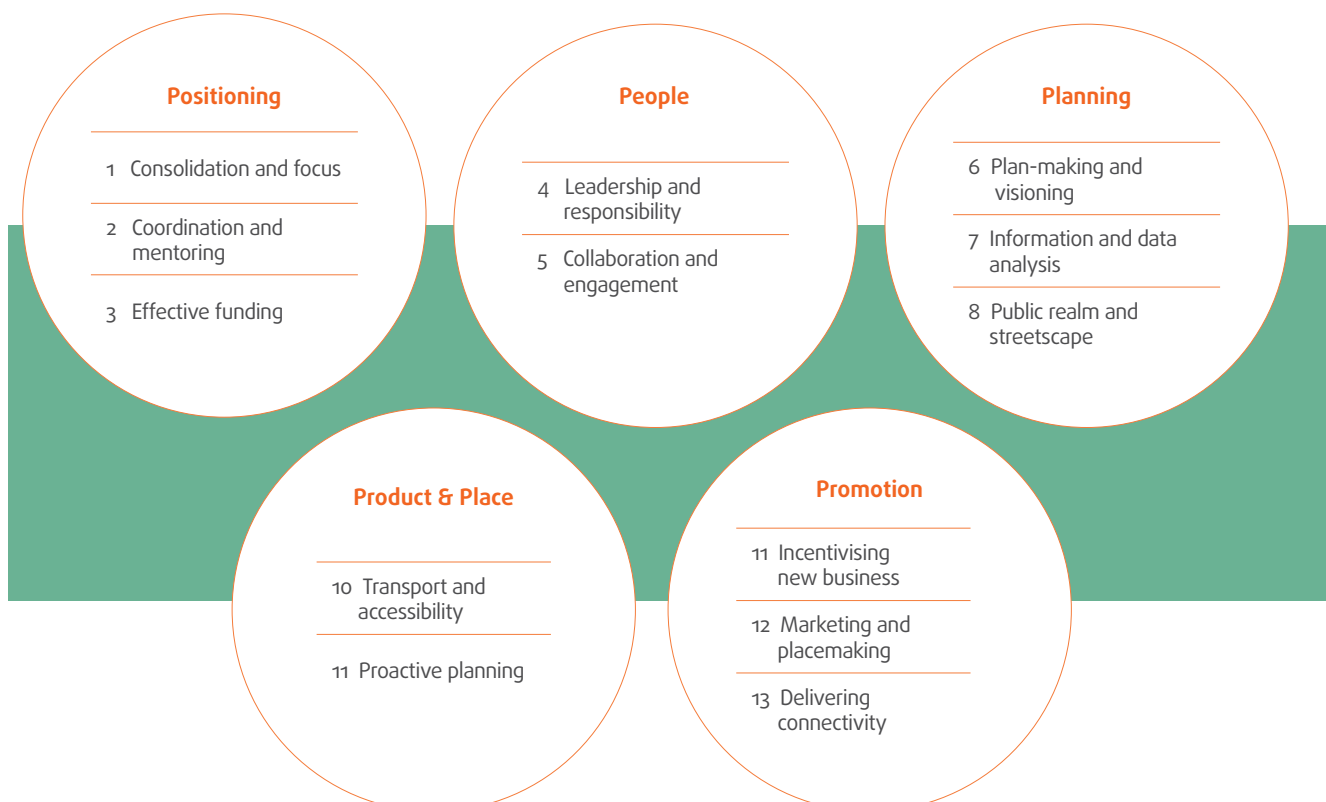 Positioning
1 Consolidation and focus
2 Coordination and
mentoring
3 Effective funding
People
4 Leadership and
responsibility
5 Collaboration and
engagement
Planning
6 Plan-making and
visioning
7 Information and data
analysis
8 Public realm and
streetscape
Product & Place
10 Transport and
accessibility
11 Proactive planning
Promotion
11 Incentivising
new business
12 Marketing and
placemaking
13 Delivering
connectivity